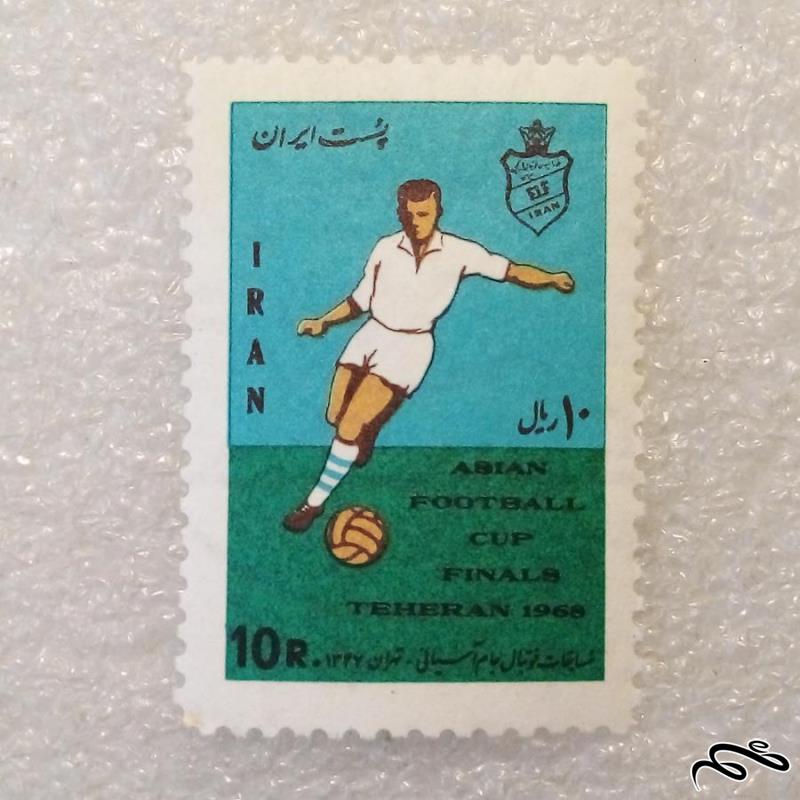 پست ایران
IRAN
IRAN
۱۰ ریال
ASIAN
FOOTBALL
CUP
FINALS
TEHERAN 1968
10R.
مسابقات فوتبال جام آسیائی - تهران ۱۳۴۷